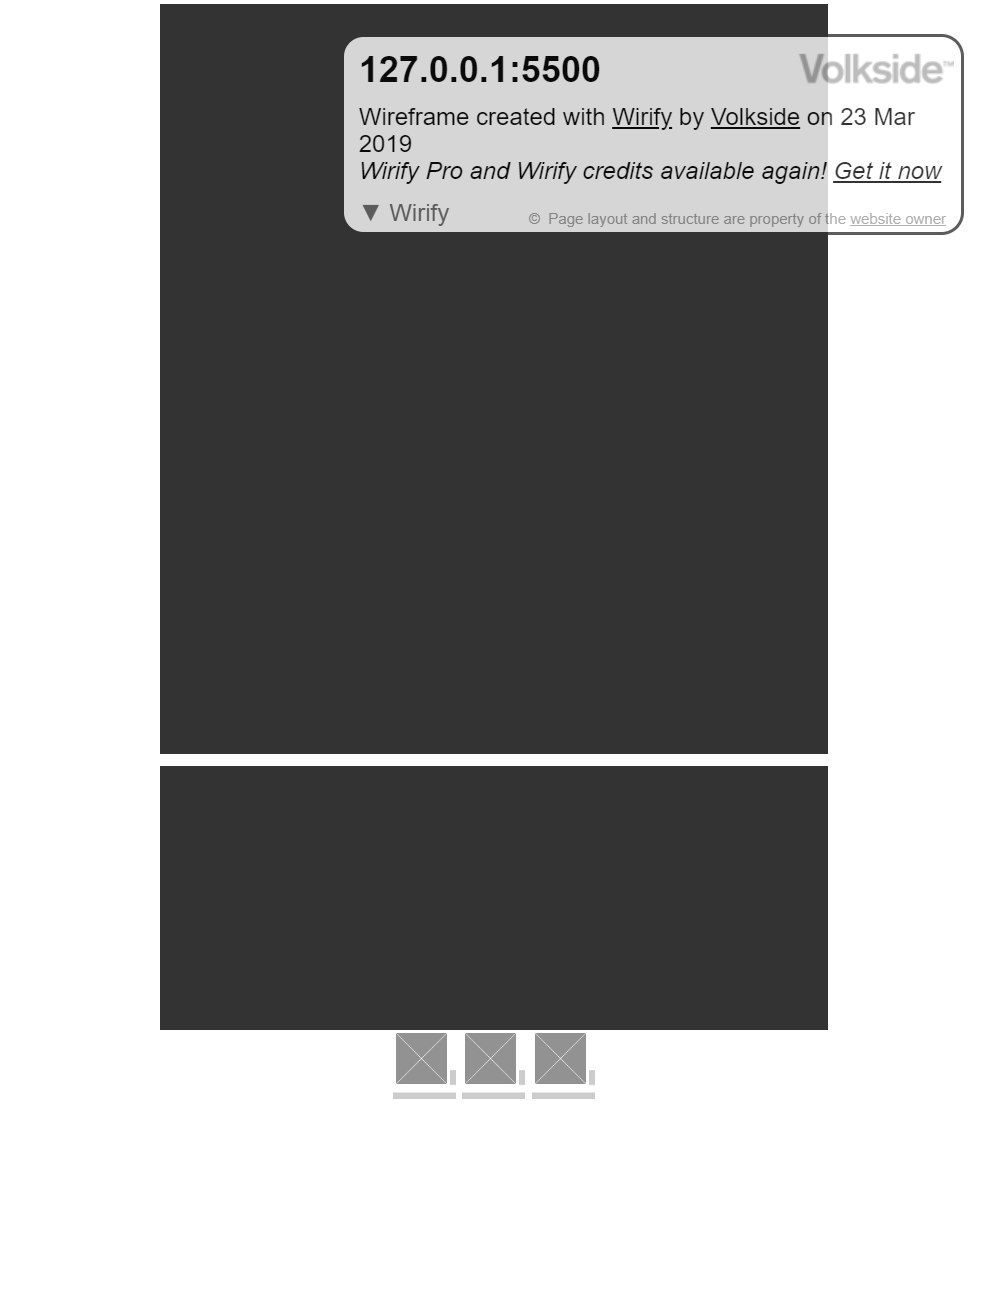 127.0.0.1:5500
Volkside™
Wireframe created with Wirify by Volkside on 23 Mar
2019
Wirify Pro and Wirify credits available again! Get it now
▼ Wirify
© Page layout and structure are property of the website owner